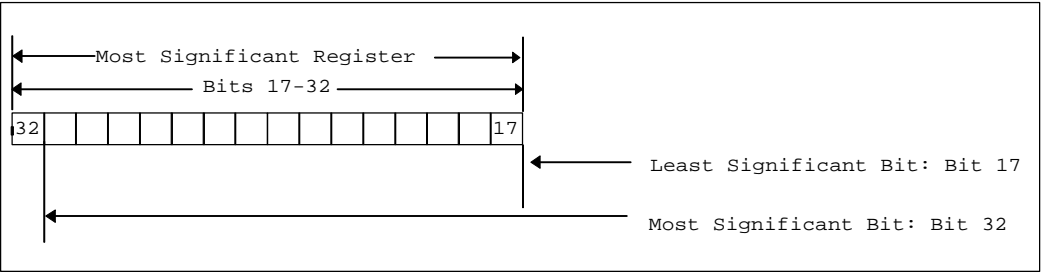 Most Significant Register
Bits 17-32
32 17
Least Significant Bit: Bit 17
Most Significant Bit: Bit 32